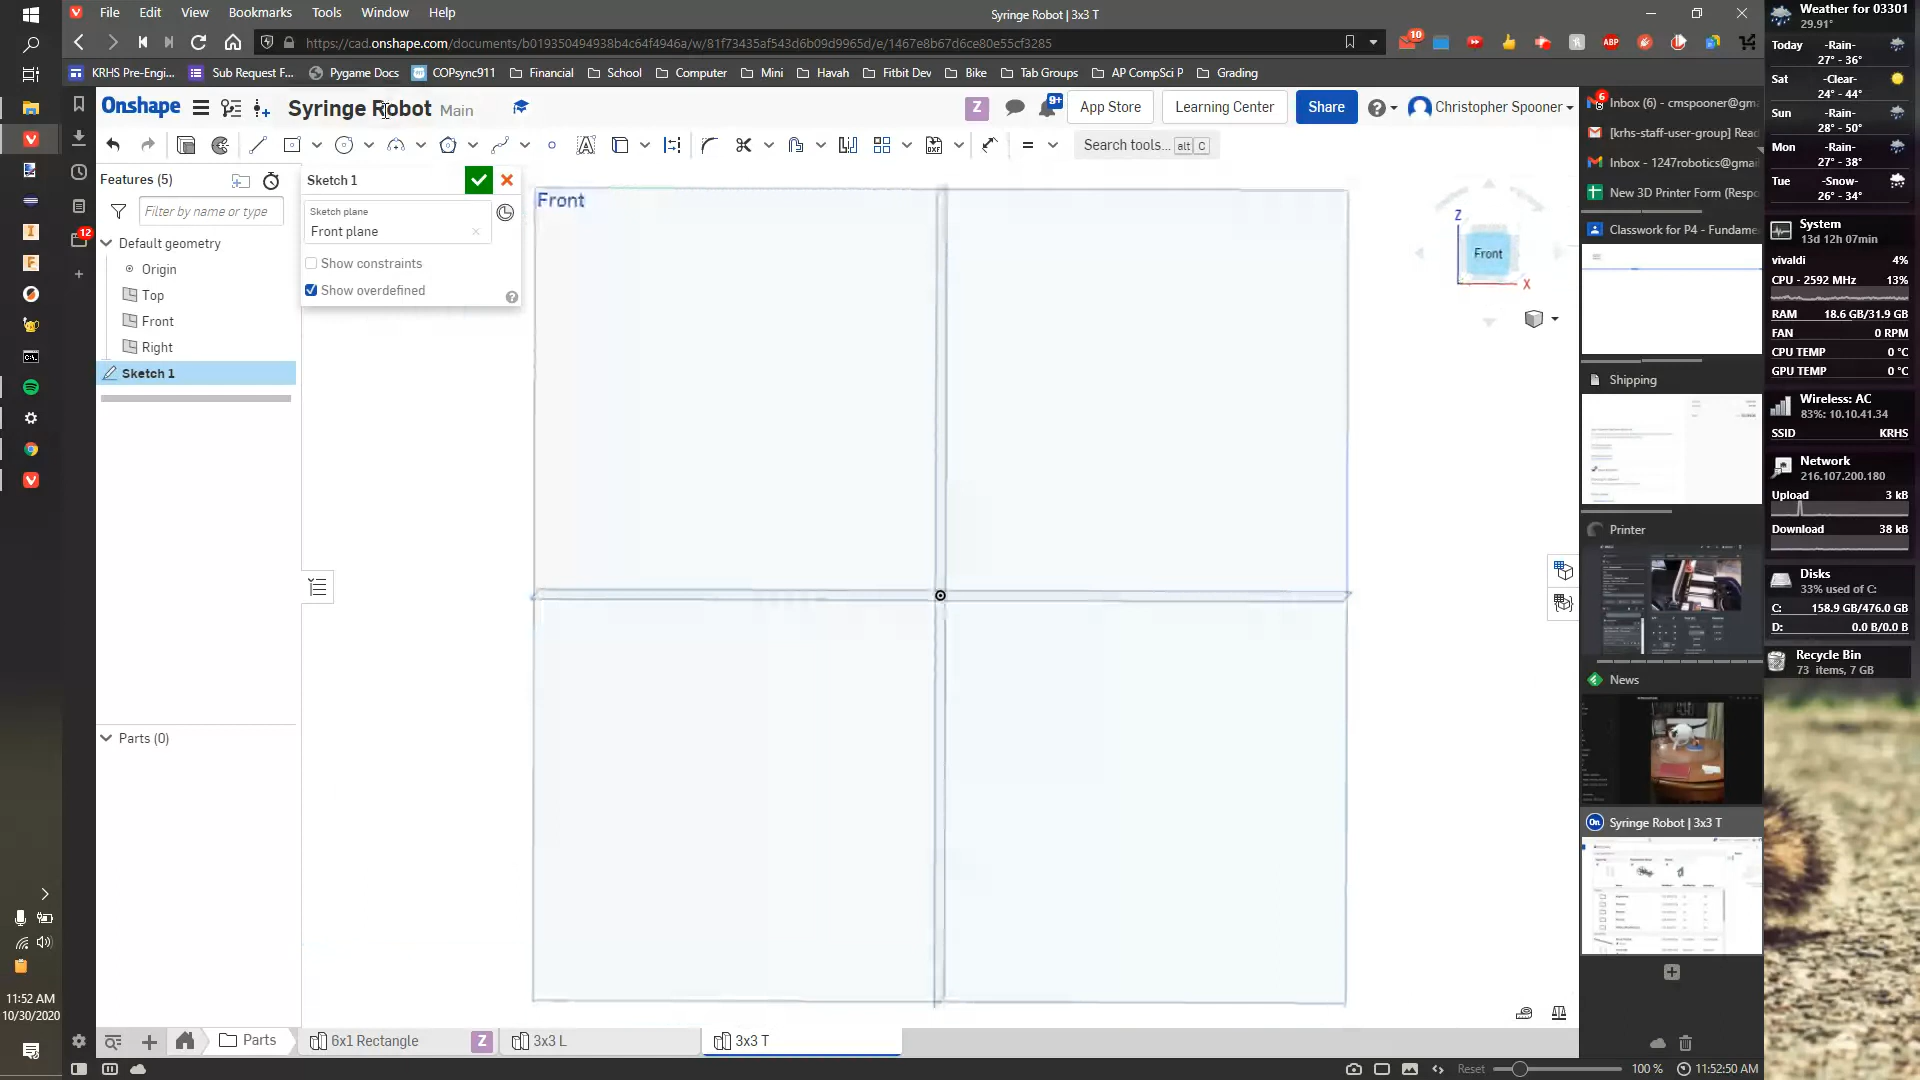 File Edit View Bookmarks Tools Window Help
Syringe Robot | 3x3 T
https://cad.onshape.com/documents/b019350494938b4c64f4946a/w/81f73435af543d6b09d9965d/e/1467e8b67d6ce80e55cf3285
10
ABP
KRHS Pre-Engi... Sub Request F... Pygame Docs COPsync911 Financial School Computer Mini Havah Fitbit Dev Bike Tab Groups AP CompSci P Grading
Onshape Syringe Robot Main
Z 9+ App Store Learning Center Share Christopher Spooner
Search tools... alt C
Features (5)
Filter by name or type
Default geometry
Origin
Top
Front
Right
Sketch 1
Parts (0)
Sketch 1
Sketch plane
Front plane
Show constraints
Show overdefined
Front
Z
Front
X
12
Parts 6x1 Rectangle Z 3x3 L 3x3 T
Reset 100 % 11:52:50 AM
11:52 AM
10/30/2020
6
Inbox (6) - cmspooner@gma
[krhs-staff-user-group] Read
Inbox - 1247robotics@gmai
New 3D Printer Form (Respo
Classwork for P4 - Fundame
Shipping
Printer
News
Syringe Robot | 3x3 T
Weather for 03301
29.91°
Today -Rain-
27° - 36°
Sat -Clear-
24° - 44°
Sun -Rain-
28° - 50°
Mon -Rain-
27° - 38°
Tue -Snow-
26° - 34°
System
13d 12h 07min
vivaldi 4%
CPU - 2592 MHz 13%
RAM 18.6 GB/31.9 GB
FAN 0 RPM
CPU TEMP 0 °C
GPU TEMP 0 °C
Wireless: AC
83%: 10.10.41.34
SSID KRHS
Network
216.107.200.180
Upload 3 kB
Download 38 kB
Disks
33% used of C:
C: 158.9 GB/476.0 GB
D: 0.0 B/0.0 B
Recycle Bin
73 items, 7 GB